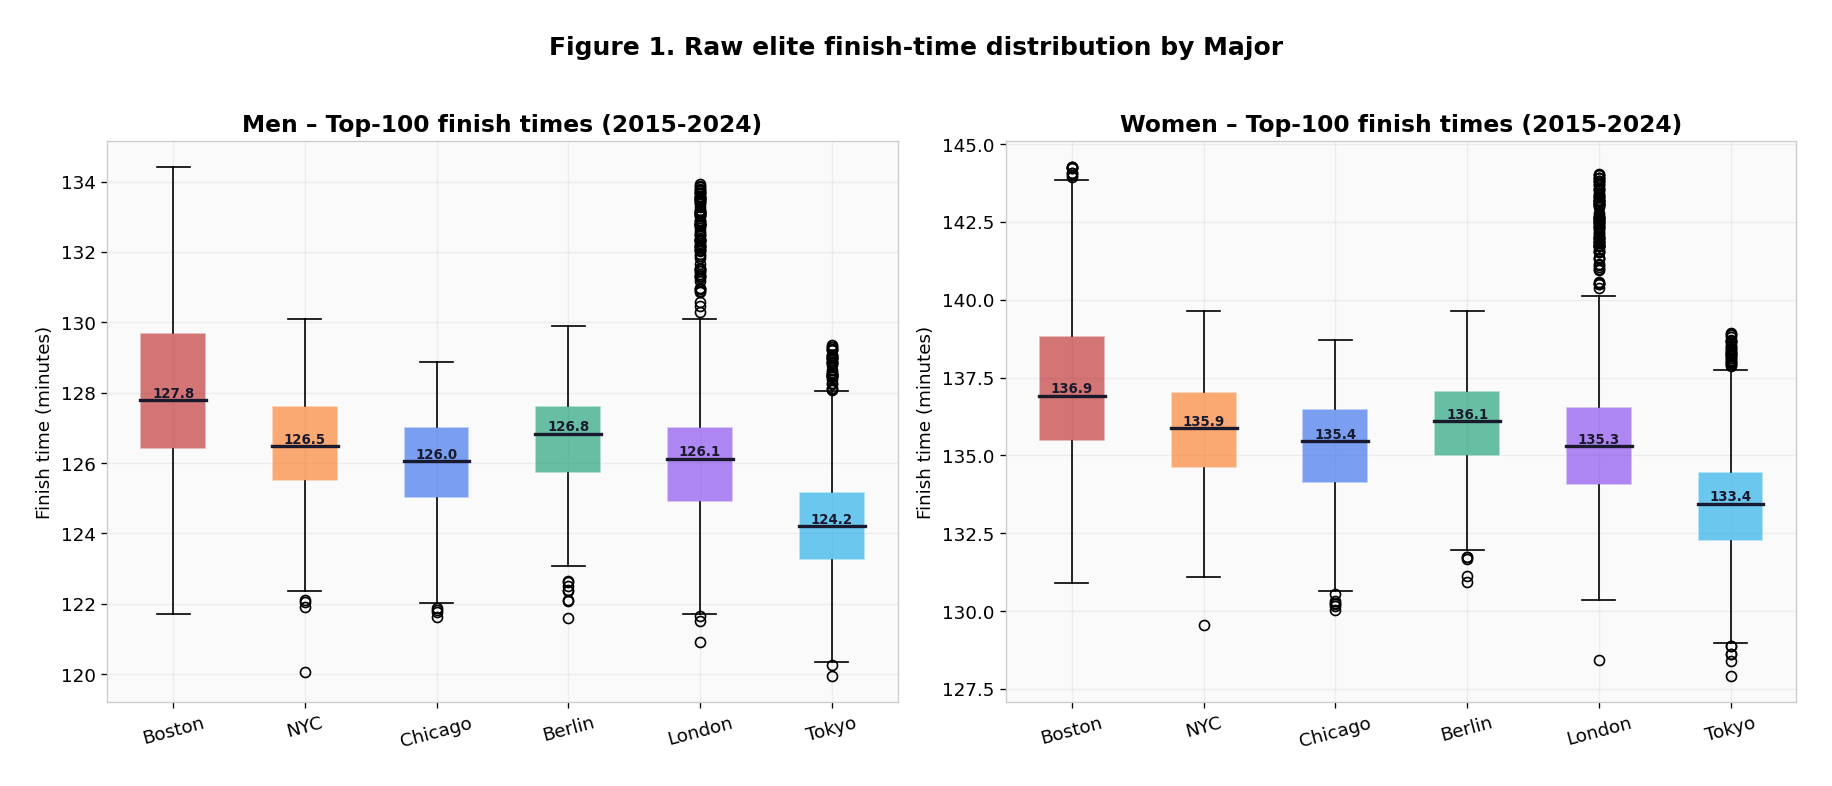 Figure 1. Raw elite finish-time distribution by Major
Men – Top-100 finish times (2015-2024)
Finish time (minutes)
134
132
130
128
126
124
122
120
127.8
126.5
126.0
126.8
126.1
124.2
Boston
NYC
Chicago
Berlin
London
Tokyo
Women – Top-100 finish times (2015-2024)
Finish time (minutes)
145.0
142.5
140.0
137.5
135.0
132.5
130.0
127.5
136.9
135.9
135.4
136.1
135.3
133.4
Boston
NYC
Chicago
Berlin
London
Tokyo